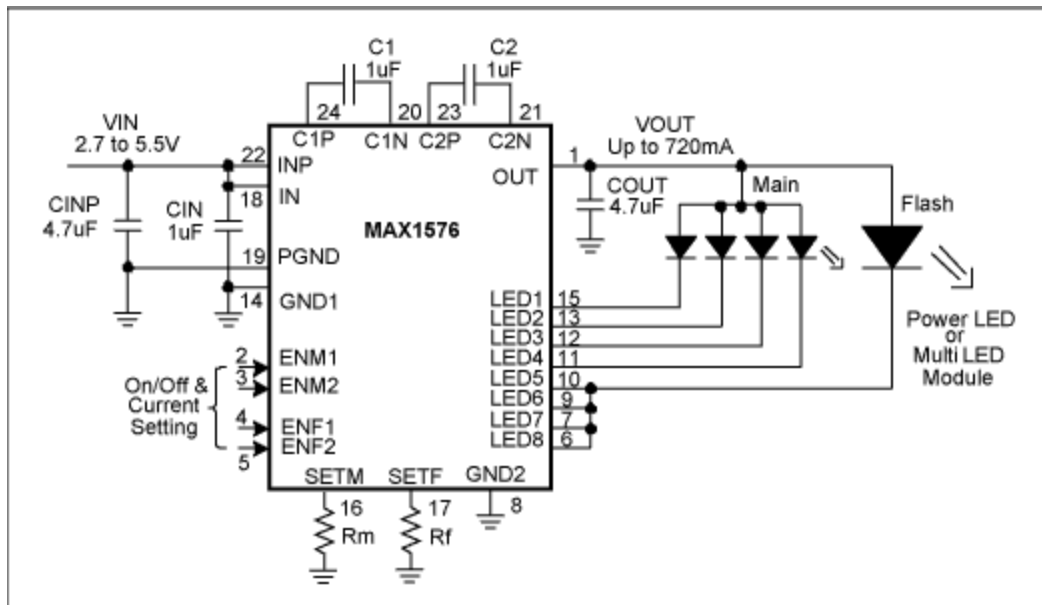 C1
1uF
C2
1uF
24
20
23
21
VIN
2.7 to 5.5V
C1P
C1N
C2P
C2N
VOUT
Up to 720mA
22
INP
1
OUT
18
IN
CINP
4.7uF
CIN
1uF
MAX1576
COUT
4.7uF
Main
Flash
19
PGND
14
GND1
LED1
15
LED2
13
LED3
12
LED4
11
LED5
10
LED6
9
LED7
7
LED8
6
Power LED
or
Multi LED
Module
2
ENM1
3
ENM2
On/Off &
Current
Setting
4
ENF1
5
ENF2
SETM
SETF
GND2
16
Rm
17
Rf
8